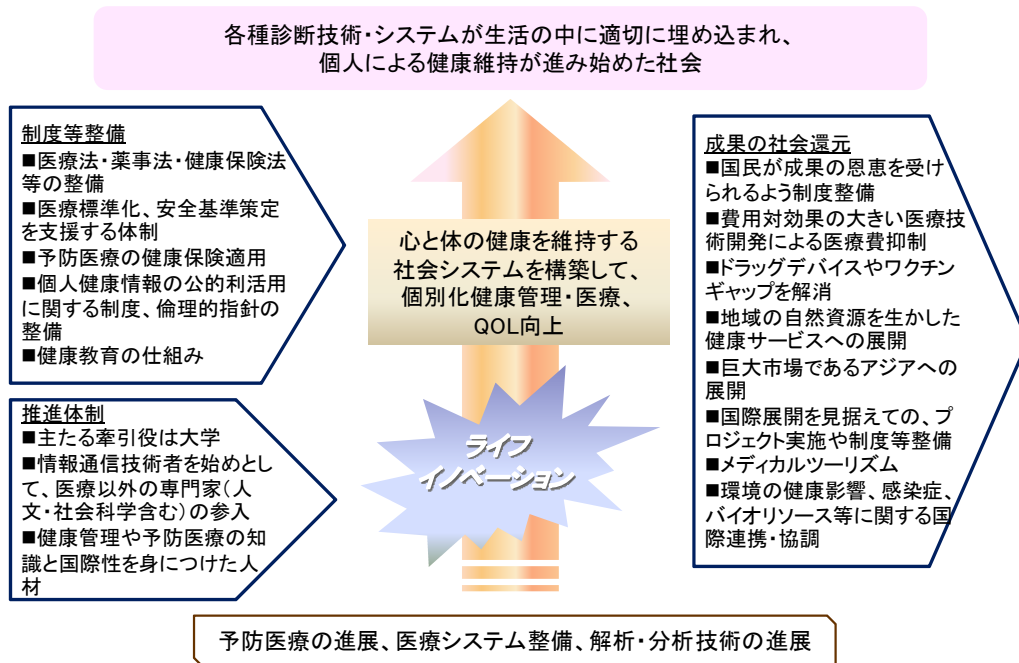 各種診断技術・システムが生活の中に適切に埋め込まれ、
個人による健康維持が進み始めた社会
制度等整備
■医療法・薬事法・健康保険法
等の整備
■医療標準化、安全基準策定
を支援する体制
■予防医療の健康保険適用
■個人健康情報の公的利活用
に関する制度、倫理的指針の
整備
■健康教育の仕組み
推進体制
■主たる牽引役は大学
■情報通信技術者を始めとし
て、医療以外の専門家(人
文・社会科学含む)の参入
■健康管理や予防医療の知
識と国際性を身につけた人
材
心と体の健康を維持する
社会システムを構築して、
個別化健康管理・医療、
QOL向上
ライフ
イノベーション
成果の社会還元
■国民が成果の恩恵を受け
られるよう制度整備
■費用対効果の大きい医療技
術開発による医療費抑制
■ドラッグデバイスやワクチン
ギャップを解消
■地域の自然資源を生かした
健康サービスへの展開
■巨大市場であるアジアへの
展開
■国際展開を見据えての、プ
ロジェクト実施や制度等整備
■メディカルツーリズム
■環境の健康影響、感染症、
バイオリソース等に関する国
際連携・協調
予防医療の進展、医療システム整備、解析・分析技術の進展